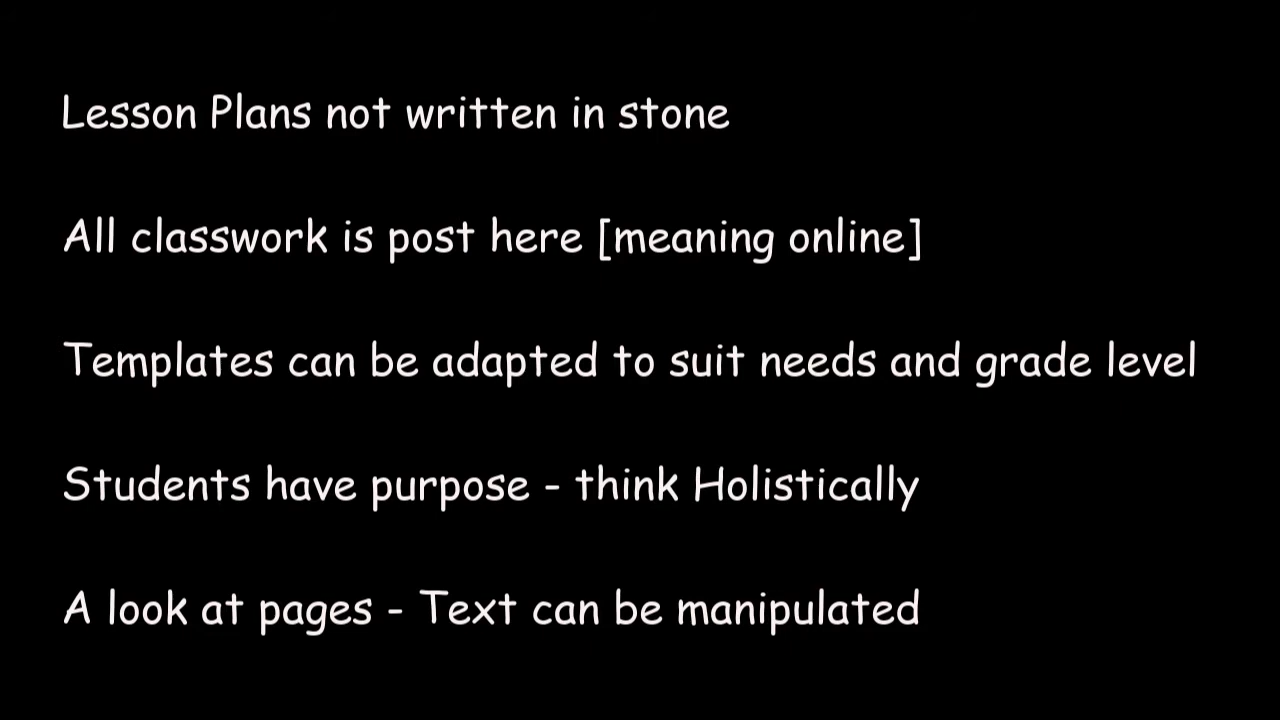 Lesson Plans not written in stone
All classwork is post here [meaning online]
Templates can be adapted to suit needs and grade level
Students have purpose - think Holistically
A look at pages - Text can be manipulated